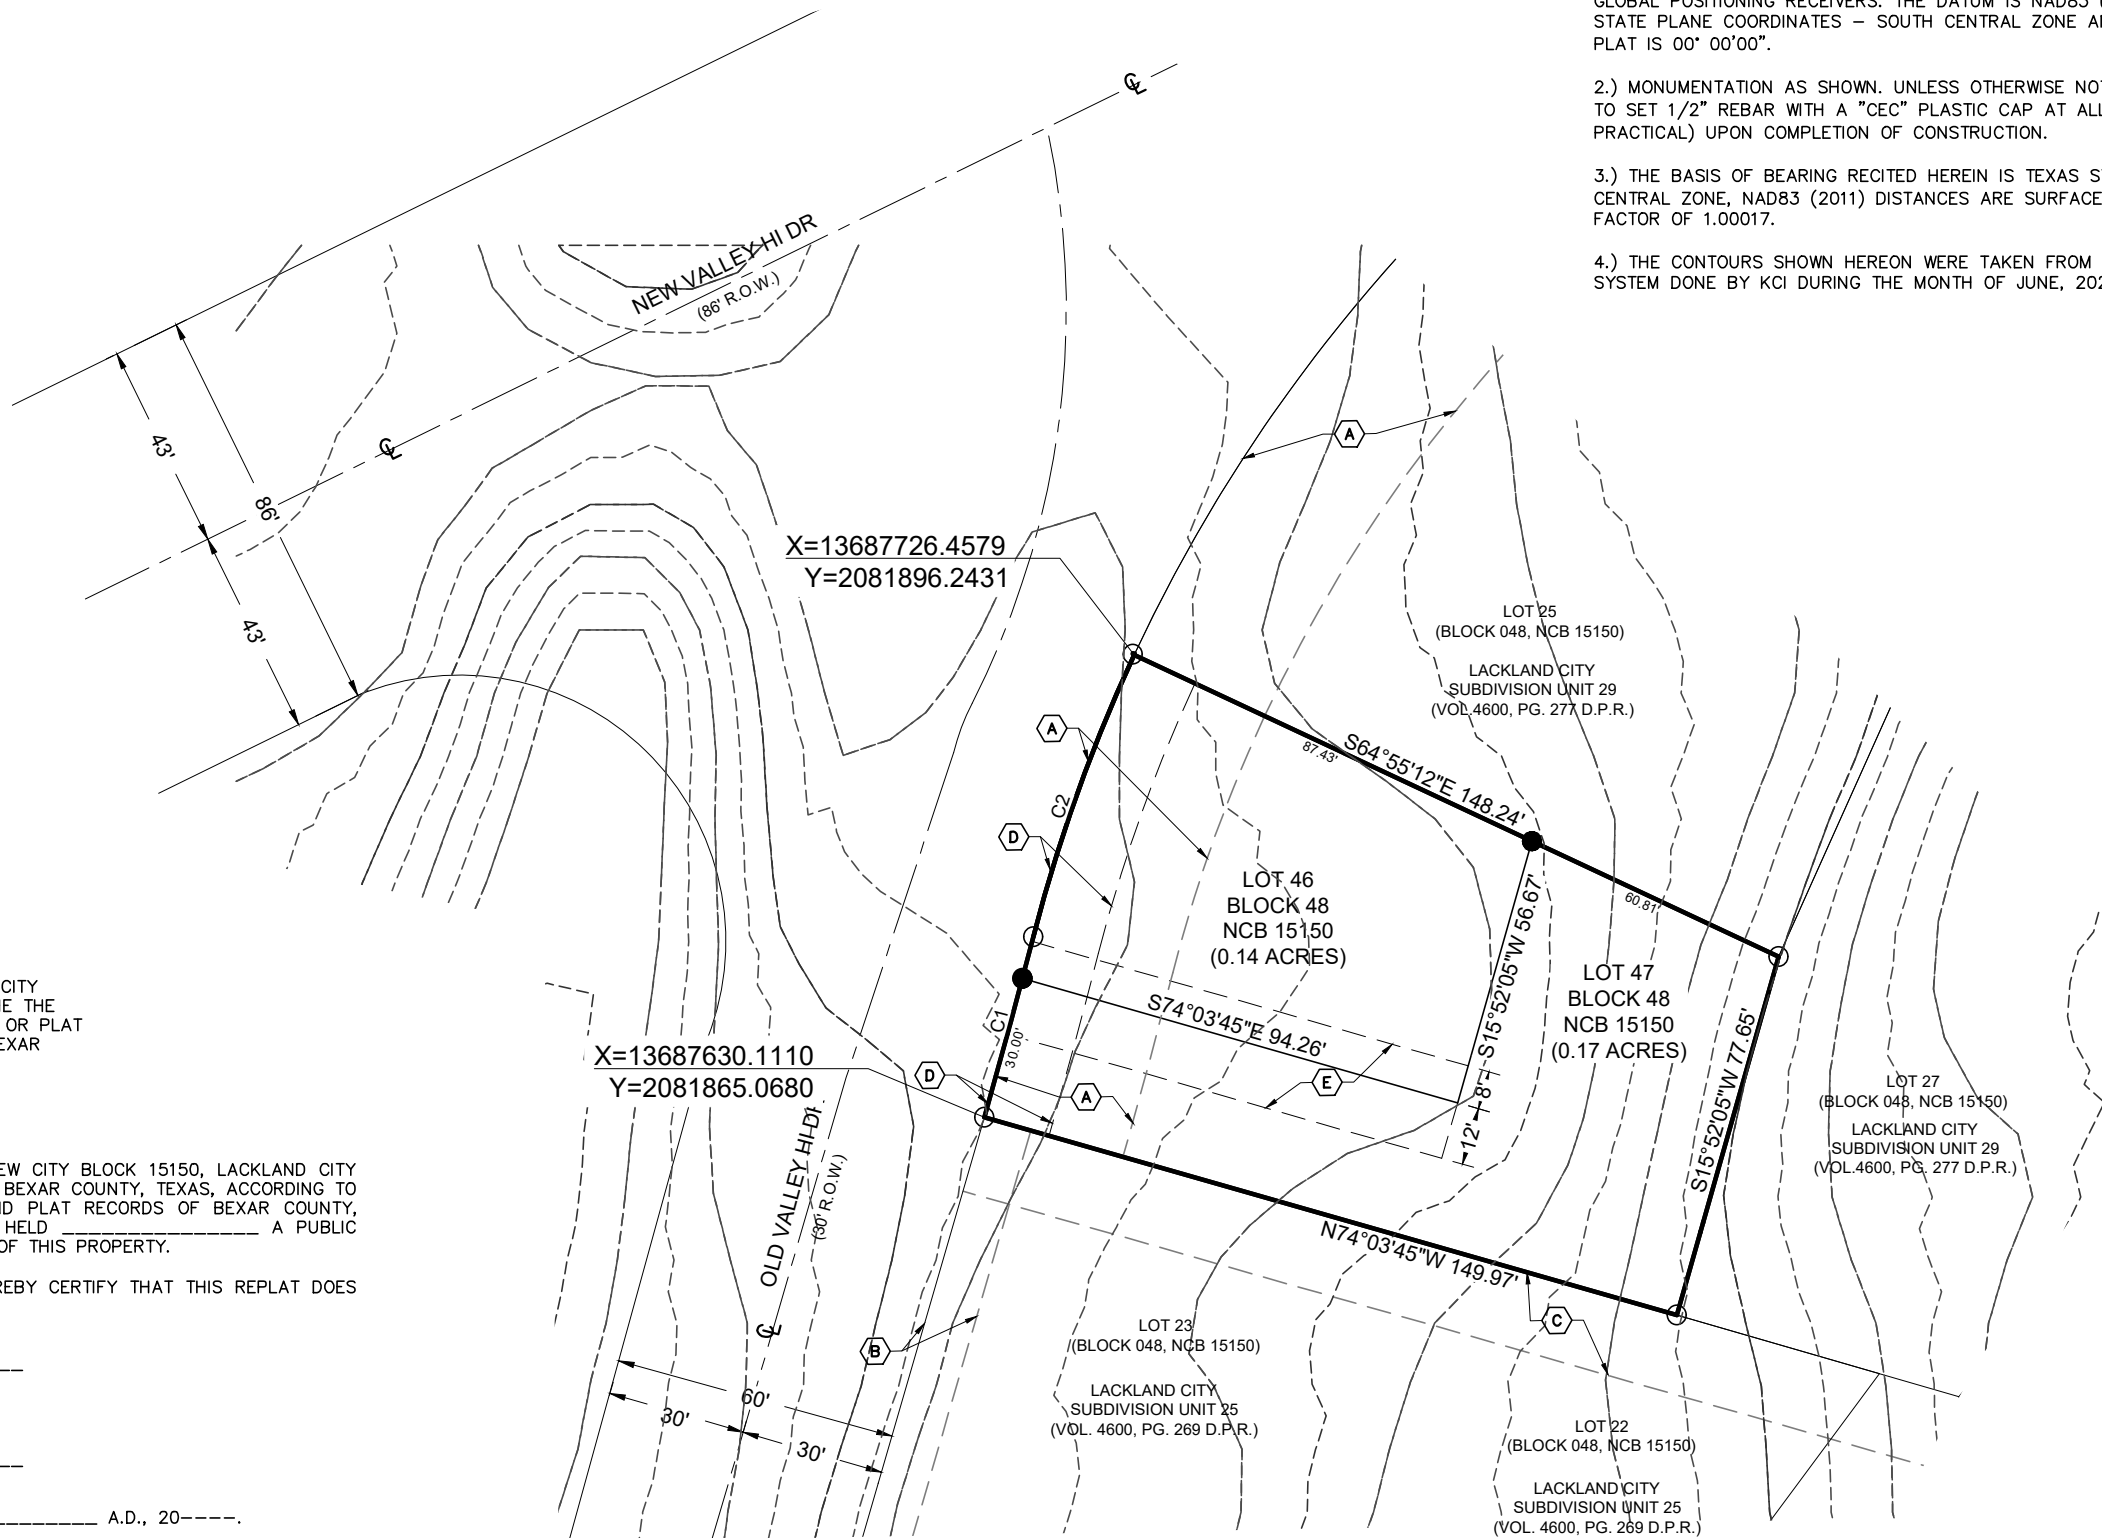 GLOBAL POSITIONING RECEIVERS. THE DATUM IS NAD83
STATE PLANE COORDINATES – SOUTH CENTRAL ZONE
PLAT IS 00° 00'00".
2.) MONUMENTATION AS SHOWN. UNLESS OTHERWISE
TO SET 1/2" REBAR WITH A "CEC" PLASTIC CAP AT
PRACTICAL) UPON COMPLETION OF CONSTRUCTION.
3.) THE BASIS OF BEARING RECITED HEREIN IS TEXAS
CENTRAL ZONE, NAD83 (2011) DISTANCES ARE SURFACE
FACTOR OF 1.00017.
4.) THE CONTOURS SHOWN HEREON WERE TAKEN FROM
SYSTEM DONE BY KCI DURING THE MONTH OF JUNE,
℄
NEW VALLEY HI DR
(86' R.O.W.)
43'
℄
86'
43'
A
X=13687726.4579
Y=2081896.2431
LOT 25
(BLOCK 048, NCB 15150)
LACKLAND CITY
SUBDIVISION UNIT 29
(VOL.4600, PG. 277 D.P.R.)
A
S64°55'12"E 148.24'
87.43'
C2
D
LOT 46
BLOCK 48
NCB 15150
(0.14 ACRES)
60.81'
S15°52'05"W 56.67'
LOT 47
BLOCK 48
NCB 15150
(0.17 ACRES)
S74°03'45"E 94.26'
C1
30.00'
X=13687630.1110
Y=2081865.0680
D
A
E
8'
12'
S15°52'05"W 77.65'
LOT 27
(BLOCK 048, NCB 15150)
LACKLAND CITY
SUBDIVISION UNIT 29
(VOL.4600, PG. 277 D.P.R.)
CITY
THE
OR PLAT
EW CITY BLOCK 15150, LACKLAND CITY
BEXAR COUNTY, TEXAS, ACCORDING TO
PLAT RECORDS OF BEXAR COUNTY,
HELD _______________ A PUBLIC
OF THIS PROPERTY.
REBY CERTIFY THAT THIS REPLAT DOES
OLD VALLEY HI DR
(30' R.O.W.)
℄
N74°03'45"W 149.97'
B
C
60'
30'
30'
LOT 23
(BLOCK 048, NCB 15150)
LACKLAND CITY
SUBDIVISION UNIT 25
(VOL. 4600, PG. 269 D.P.R.)
LOT 22
(BLOCK 048, NCB 15150)
LACKLAND CITY
SUBDIVISION UNIT 25
(VOL. 4600, PG. 269 D.P.R.)
________ A.D., 20----.